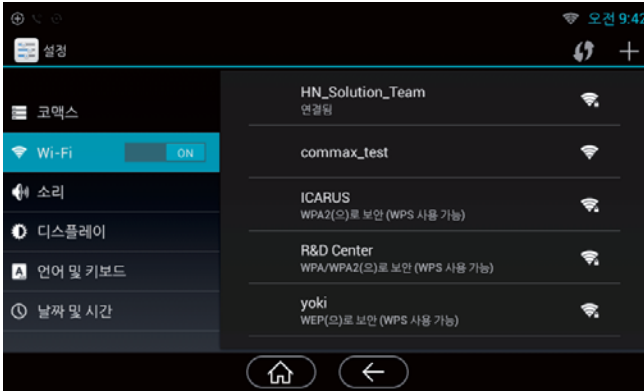 오전 9:42
설정
코맥스
Wi-Fi
ON
소리
디스플레이
언어 및 키보드
날짜 및 시간
HN_Solution_Team
연결됨
commax_test
ICARUS
WPA2(으)로 보안 (WPS 사용 가능)
R&D Center
WPA/WPA2(으)로 보안 (WPS 사용 가능)
yoki
WEP(으)로 보안 (WPS 사용 가능)